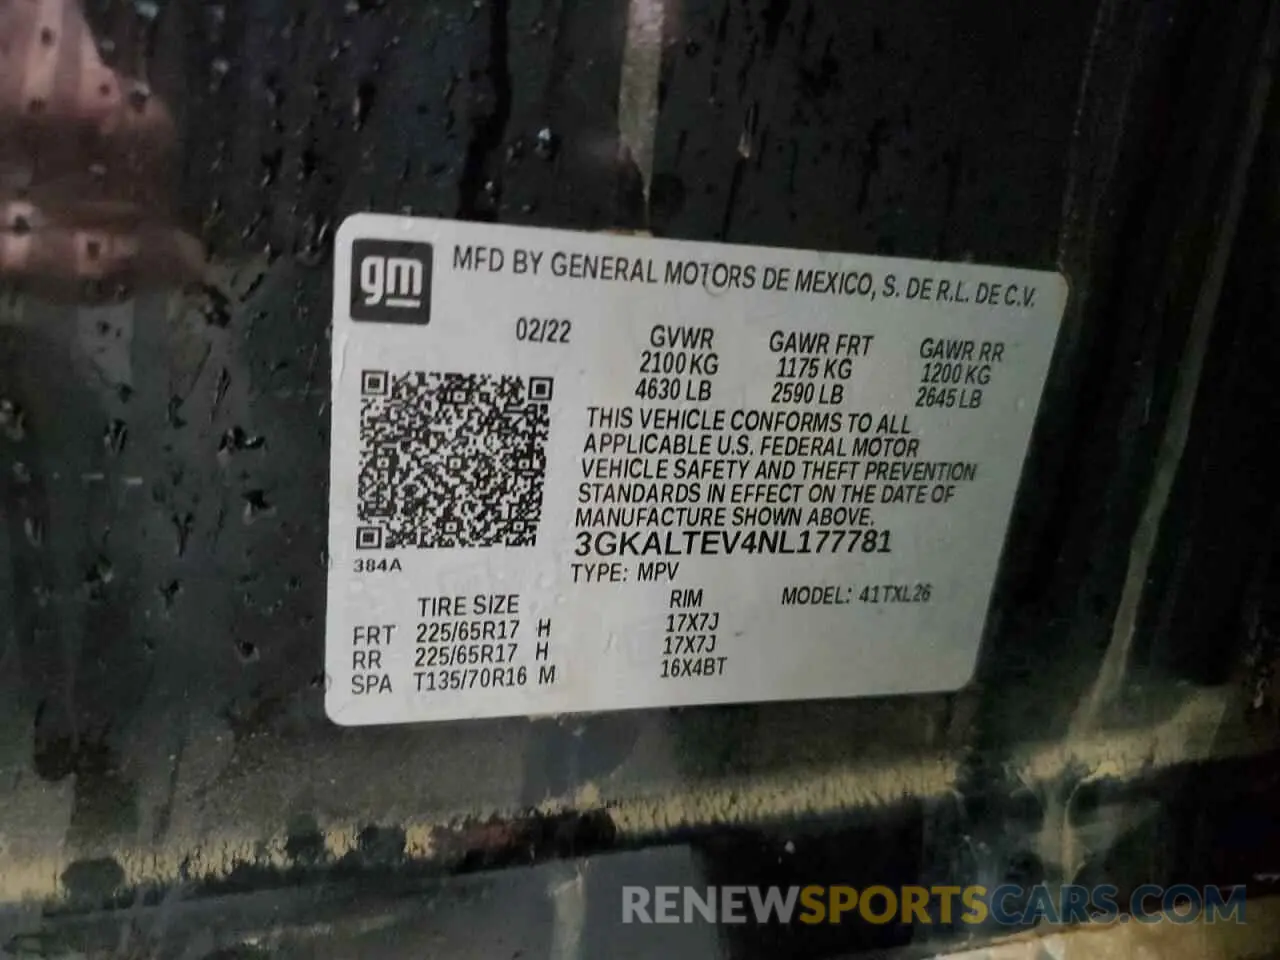 gm MFD BY GENERAL MOTORS DE MEXICO, S. DE R.L. DE C.V.
02/22 GVWR GAWR FRT GAWR RR
2100 KG 1175 KG 1200 KG
4630 LB 2590 LB 2645 LB
THIS VEHICLE CONFORMS TO ALL
APPLICABLE U.S. FEDERAL MOTOR
VEHICLE SAFETY AND THEFT PREVENTION
STANDARDS IN EFFECT ON THE DATE OF
MANUFACTURE SHOWN ABOVE.
3GKALTEV4NL177781
384A
TYPE: MPV MODEL: 41TXL26
TIRE SIZE RIM
FRT 225/65R17 H 17X7J
RR 225/65R17 H 17X7J
SPA T135/70R16 M 16X4BT
RENEWSPORTSCARS.COM